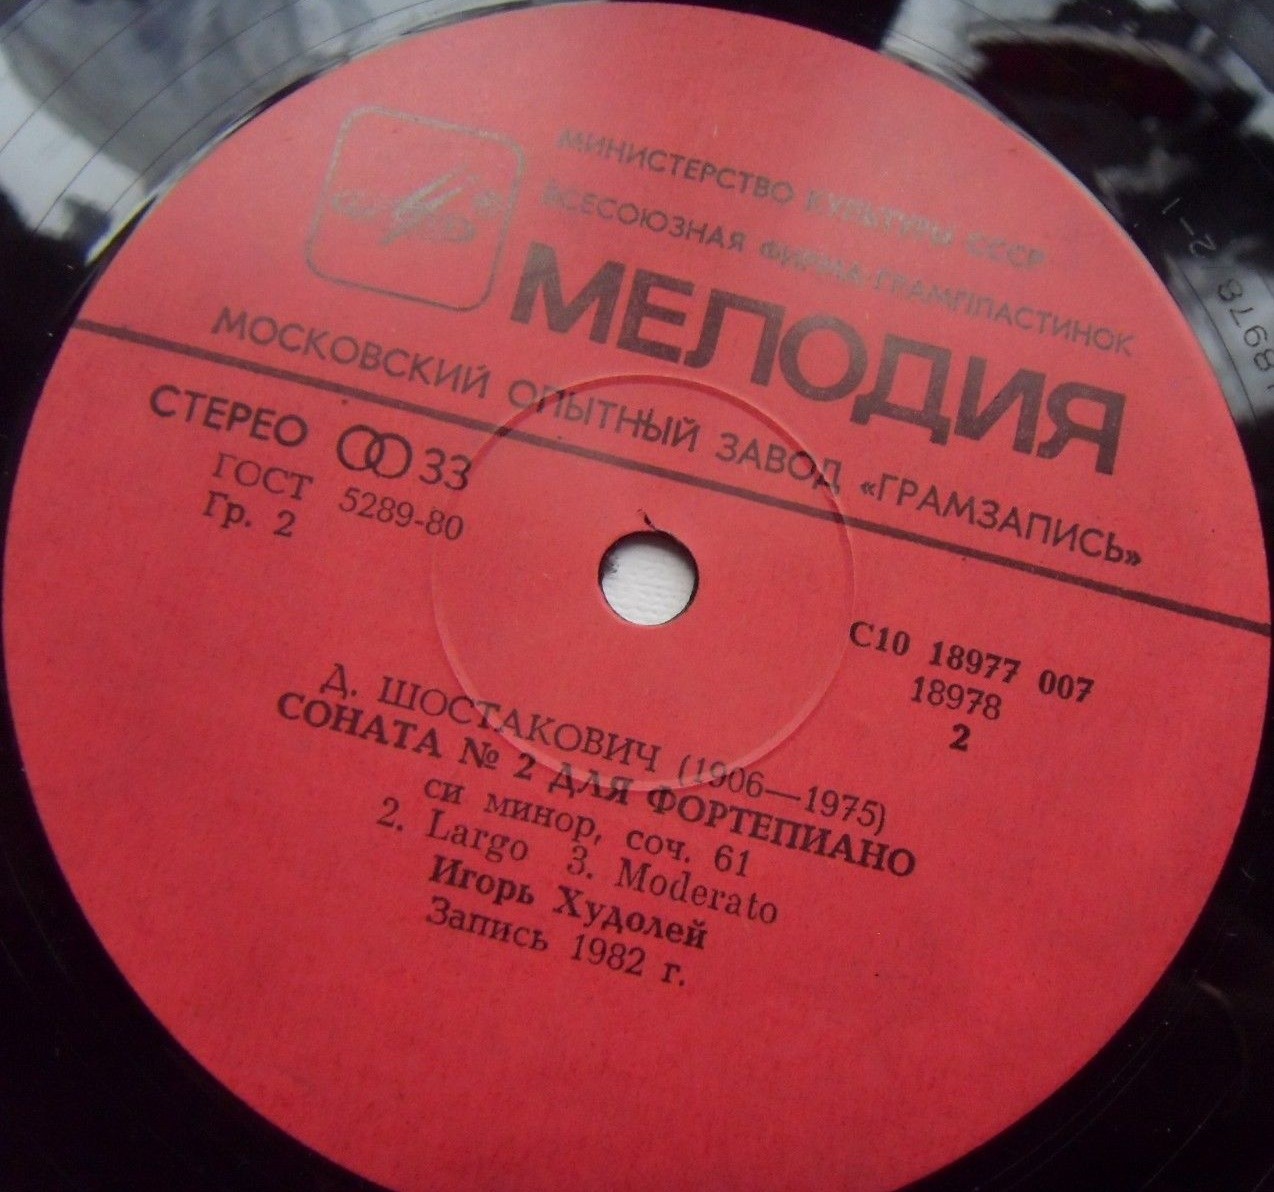 МИНИСТЕРСТВО КУЛЬТУРЫ СССР
ВСЕСОЮЗНАЯ ФИРМА ГРАМПЛАСТИНОК
МЕЛОДИЯ
МОСКОВСКИЙ ОПЫТНЫЙ ЗАВОД «ГРАМЗАПИСЬ»
СТЕРЕО 33
ГОСТ 5289-80
Гр. 2
С10 18977 007
18978
2
Д. ШОСТАКОВИЧ (1906—1975)
СОНАТА № 2 ДЛЯ ФОРТЕПИАНО
си минор, соч. 61
2. Largo 3. Moderato
Игорь Худолей
Запись 1982 г.